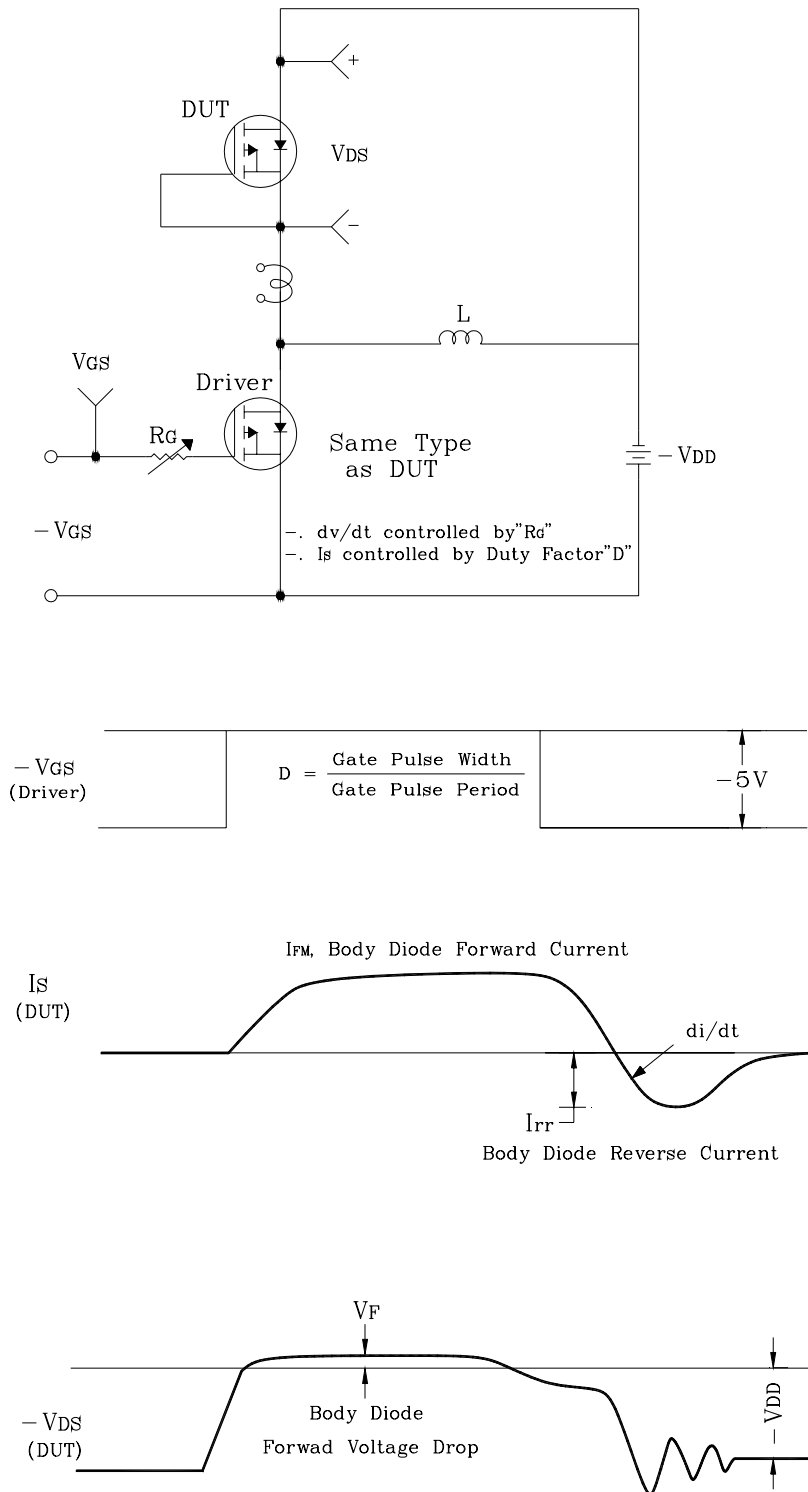 +
DUT
VDS
−
L
VGS
Driver
RG
Same Type
as DUT
−VDD
−VGS
−. dv/dt controlled by"RG"
−. IS controlled by Duty Factor"D"
−VGS
(Driver)
D = Gate Pulse Width
Gate Pulse Period
−5V
IFM, Body Diode Forward Current
IS
(DUT)
di/dt
Irr
Body Diode Reverse Current
VF
−VDD
Body Diode
Forwad Voltage Drop
−VDS
(DUT)